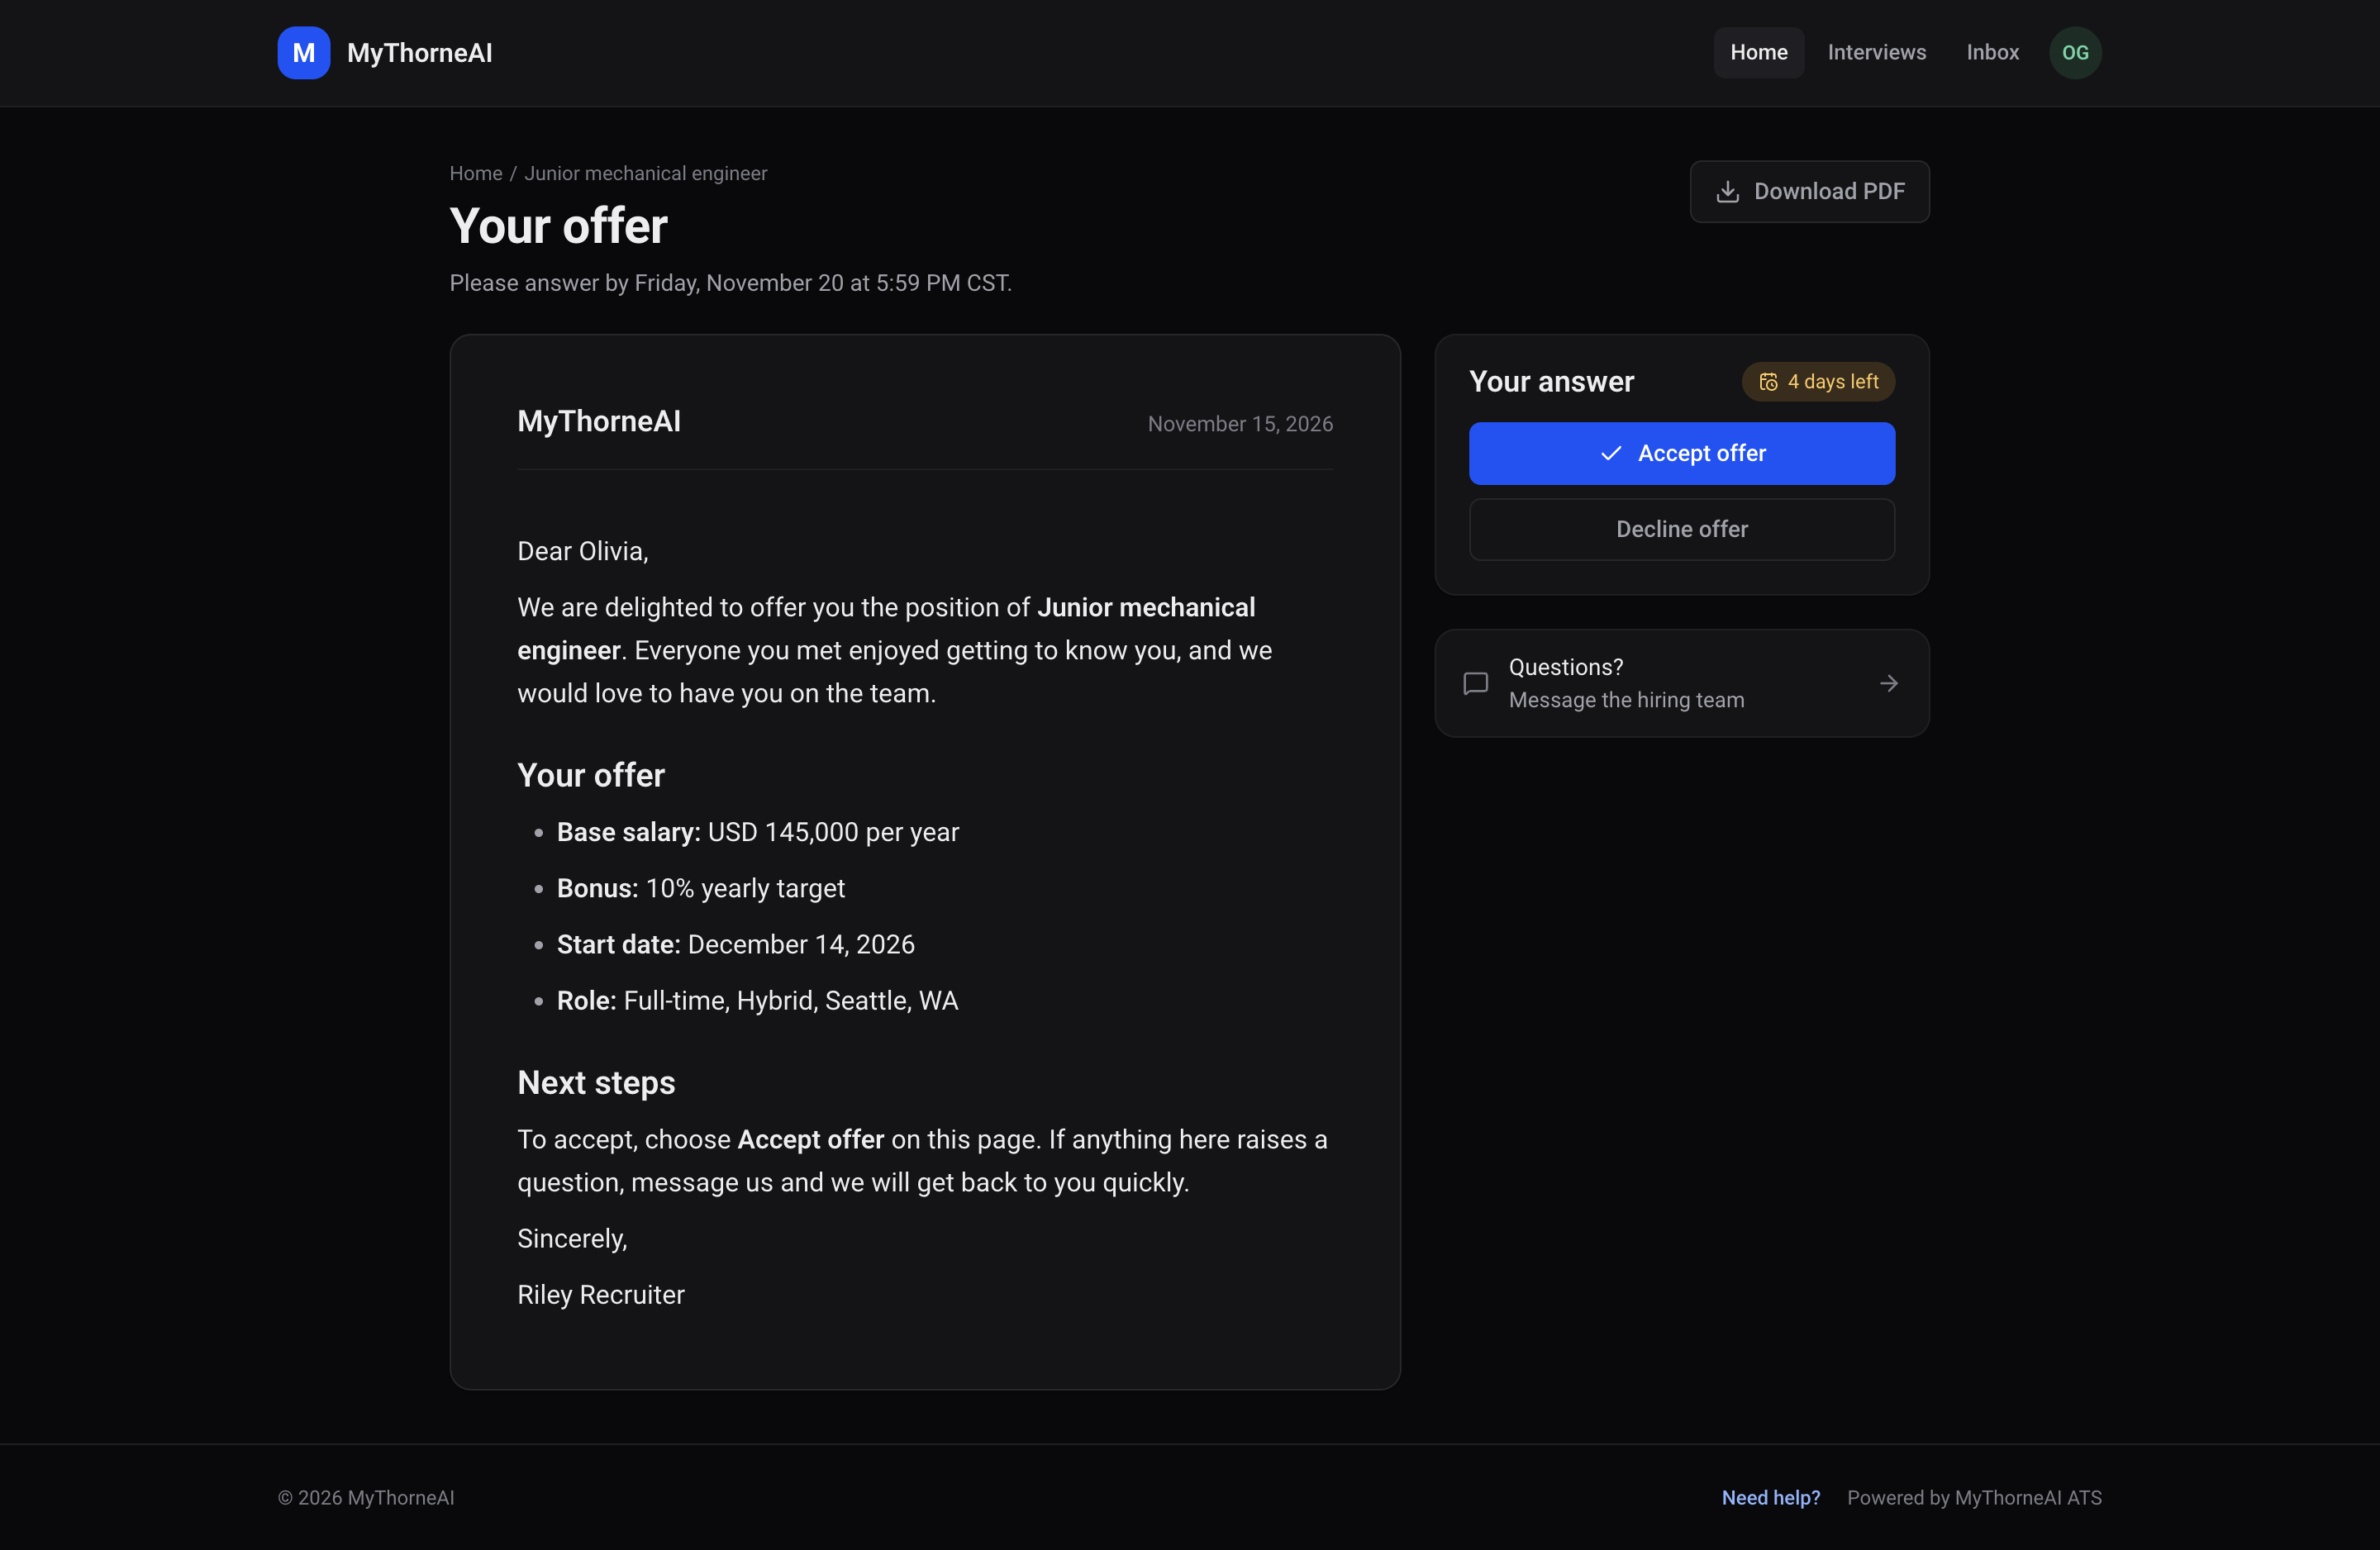 M MyThorneAI
Home Interviews Inbox OG
Home / Junior mechanical engineer
Download PDF
Your offer
Please answer by Friday, November 20 at 5:59 PM CST.
MyThorneAI November 15, 2026
Dear Olivia,
We are delighted to offer you the position of Junior mechanical
engineer. Everyone you met enjoyed getting to know you, and we
would love to have you on the team.
Your offer
• Base salary: USD 145,000 per year
• Bonus: 10% yearly target
• Start date: December 14, 2026
• Role: Full-time, Hybrid, Seattle, WA
Next steps
To accept, choose Accept offer on this page. If anything here raises a
question, message us and we will get back to you quickly.
Sincerely,
Riley Recruiter
Your answer 4 days left
Accept offer
Decline offer
Questions?
Message the hiring team
© 2026 MyThorneAI
Need help? Powered by MyThorneAI ATS